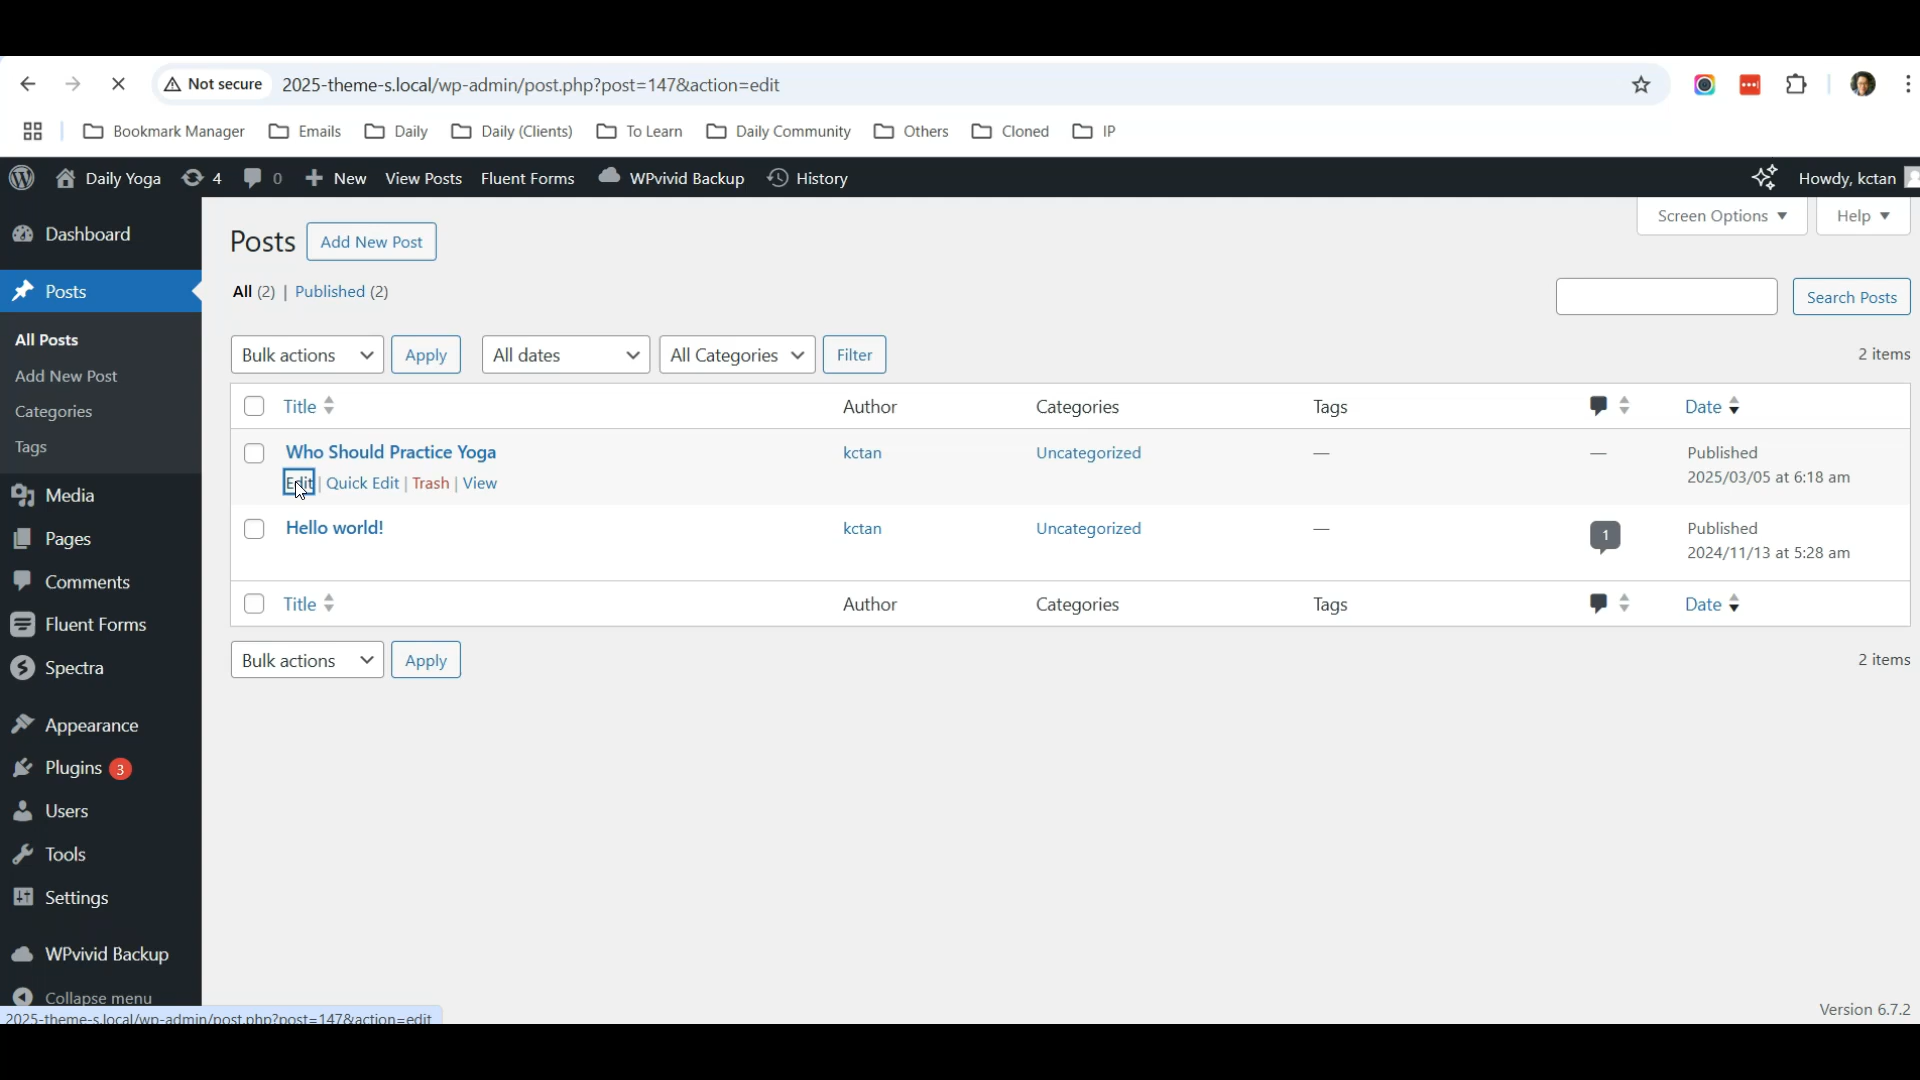 Not secure 2025-theme-s.local/wp-admin/post.php?post=147&action=edit
Bookmark Manager Emails Daily Daily (Clients) To Learn Daily Community Others Cloned IP
Daily Yoga 4 0 New View Posts Fluent Forms WPvivid Backup History Howdy, kctan
Screen Options Help
Dashboard
Posts Add New Post
Posts
All (2) | Published (2)
Search Posts
All Posts
Bulk actions Apply All dates All Categories Filter 2 items
Add New Post
Categories
Title Author Categories Tags Date
Tags
Who Should Practice Yoga kctan Uncategorized — — Published
2025/03/05 at 6:18 am
Edit | Quick Edit | Trash | View
Media
Hello world! kctan Uncategorized — 1 Published
2024/11/13 at 5:28 am
Pages
Comments
Title Author Categories Tags Date
Fluent Forms
Bulk actions Apply 2 items
Spectra
Appearance
Plugins 3
Users
Tools
Settings
WPvivid Backup
Collapse menu
Version 6.7.2
2025-theme-s.local/wp-admin/post.php?post=147&action=edit